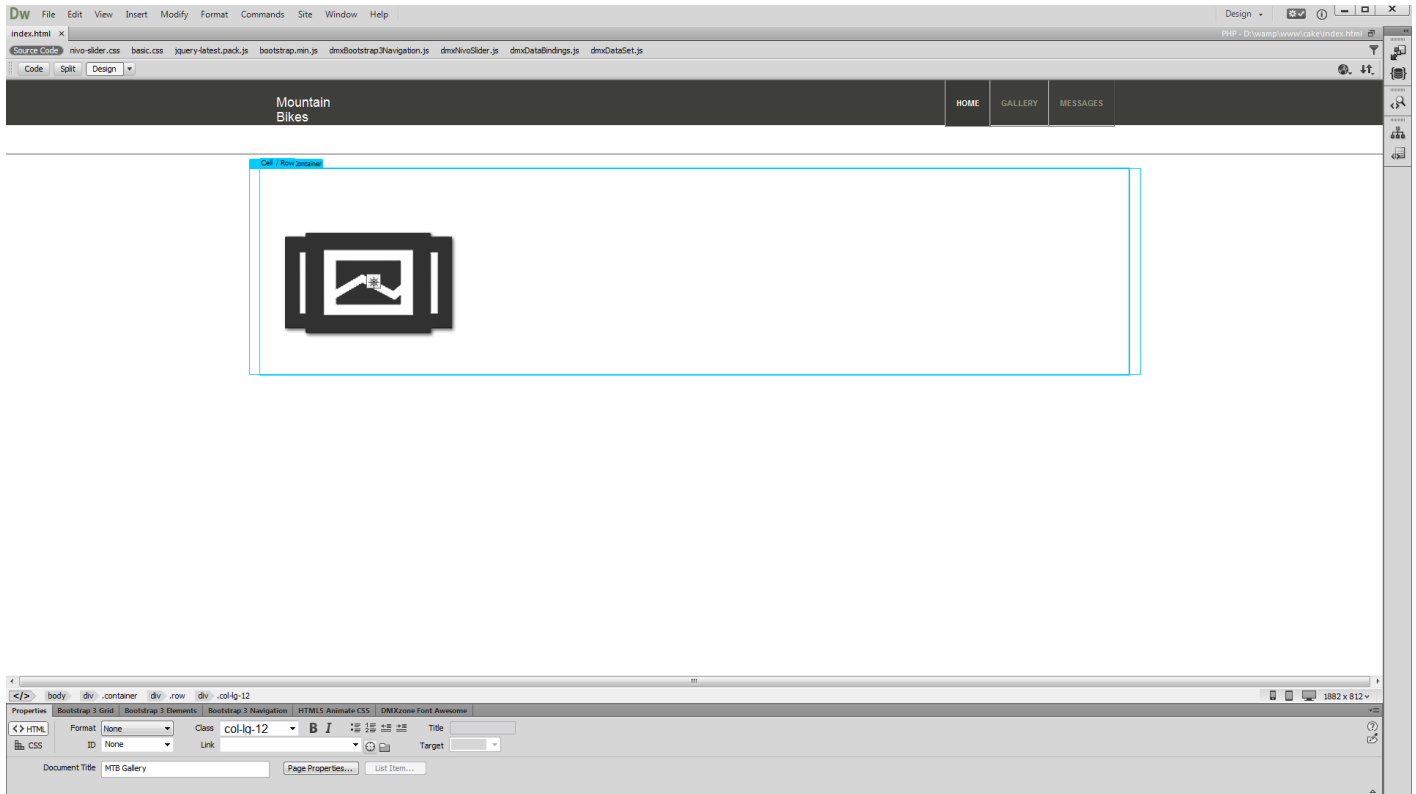 Dw File Edit View Insert Modify Format Commands Site Window Help Design
index.html × PHP - D:\wamp\www\cake\index.html
Source Code nivo-slider.css basic.css jquery-latest.pack.js bootstrap.min.js dmxBootstrap3Navigation.js dmxNivoSlider.js dmxDataBindings.js dmxDataSet.js
Code Split Design
Mountain
Bikes
HOME GALLERY MESSAGES
Cell / Row ontainer
</> body div .container div .row div .col-lg-12 1882 x 812
Properties Bootstrap 3 Grid Bootstrap 3 Elements Bootstrap 3 Navigation HTML5 Animate CSS DMXzone Font Awesome
<> HTML Format None Class col-lg-12 B I Title
CSS ID None Link Target
Document Title MTB Gallery Page Properties... List Item...